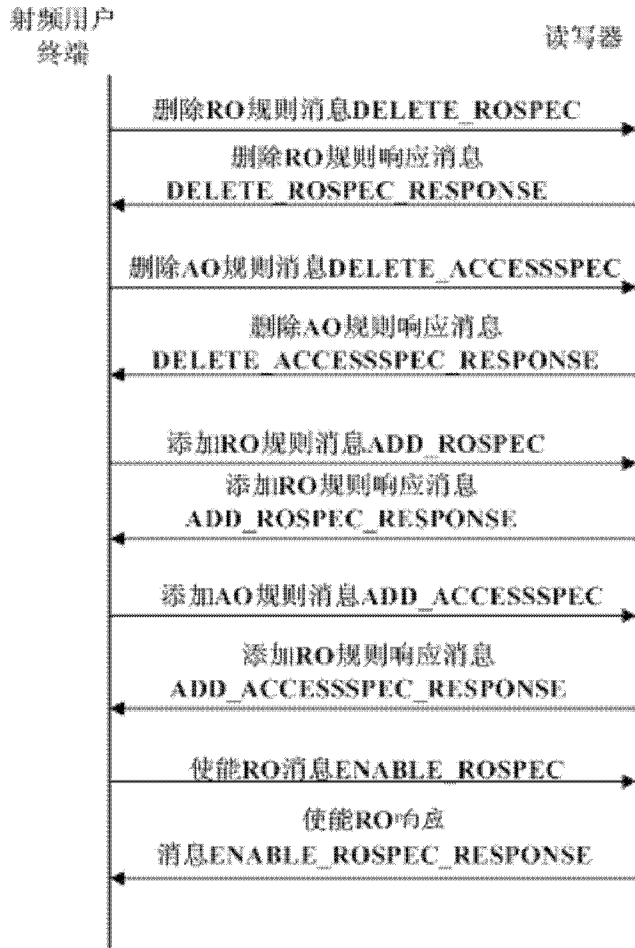 射频用户
终端
读写器
删除RO规则消息DELETE_ROSPEC
删除RO规则响应消息
DELETE_ROSPEC_RESPONSE
删除AO规则消息DELETE_ACCESSSPEC
删除AO规则响应消息
DELETE_ACCESSSPEC_RESPONSE
添加RO规则消息ADD_ROSPEC
添加RO规则响应消息
ADD_ROSPEC_RESPONSE
添加AO规则消息ADD_ACCESSSPEC
添加RO规则响应消息
ADD_ACCESSSPEC_RESPONSE
使能RO消息ENABLE_ROSPEC
使能RO响应
消息ENABLE_ROSPEC_RESPONSE